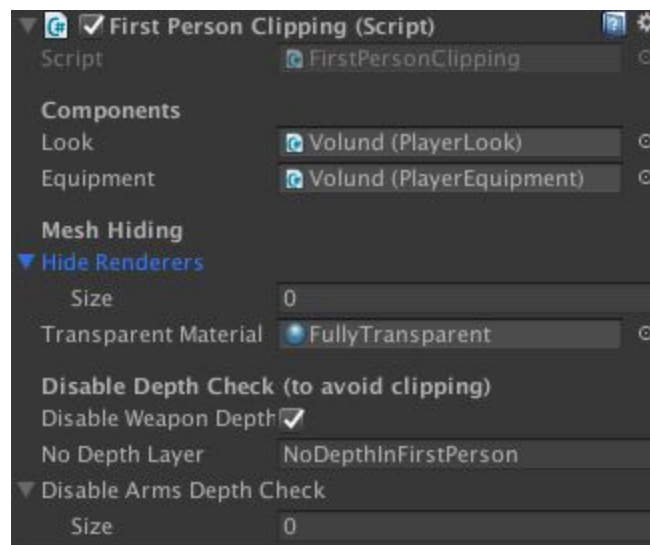 First Person Clipping (Script)
Script FirstPersonClipping
Components
Look Volund (PlayerLook)
Equipment Volund (PlayerEquipment)
Mesh Hiding
Hide Renderers
Size 0
Transparent Material FullyTransparent
Disable Depth Check (to avoid clipping)
Disable Weapon Depth
No Depth Layer NoDepthInFirstPerson
Disable Arms Depth Check
Size 0